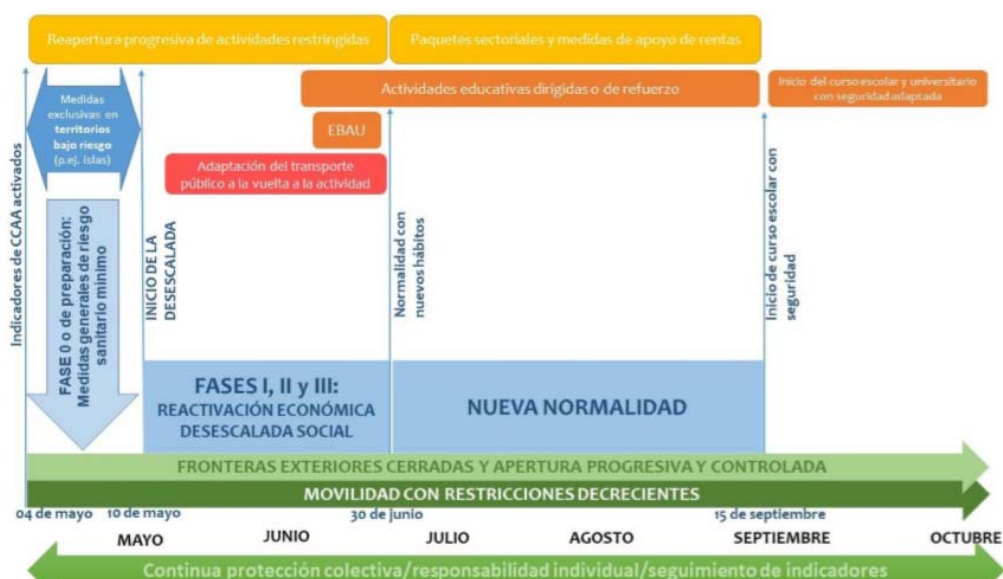 Reapertura progresiva de actividades restringidas
Paquetes sectoriales y medidas de apoyo de rentas
Actividades educativas dirigidas o de refuerzo
Inicio del curso escolar y universitario
con seguridad adaptada
Medidas
exclusivas en
territorios
bajo riesgo
(p.ej. Islas)
EBAU
Adaptación del transporte
público a la vuelta a la actividad
Indicadores de CCAA activados
FASE 0 o de preparación:
Medidas generales de riesgo
sanitario mínimo
INICIO DE LA
DESESCALADA
Normalidad con
nuevos hábitos
Inicio de curso escolar con
seguridad
FASES I, II y III:
REACTIVACIÓN ECONÓMICA
DESESCALADA SOCIAL
NUEVA NORMALIDAD
FRONTERAS EXTERIORES CERRADAS Y APERTURA PROGRESIVA Y CONTROLADA
MOVILIDAD CON RESTRICCIONES DECRECIENTES
04 de mayo
10 de mayo
30 de junio
15 de septiembre
MAYO
JUNIO
JULIO
AGOSTO
SEPTIEMBRE
OCTUBRE
Continua protección colectiva/responsabilidad individual/seguimiento de indicadores